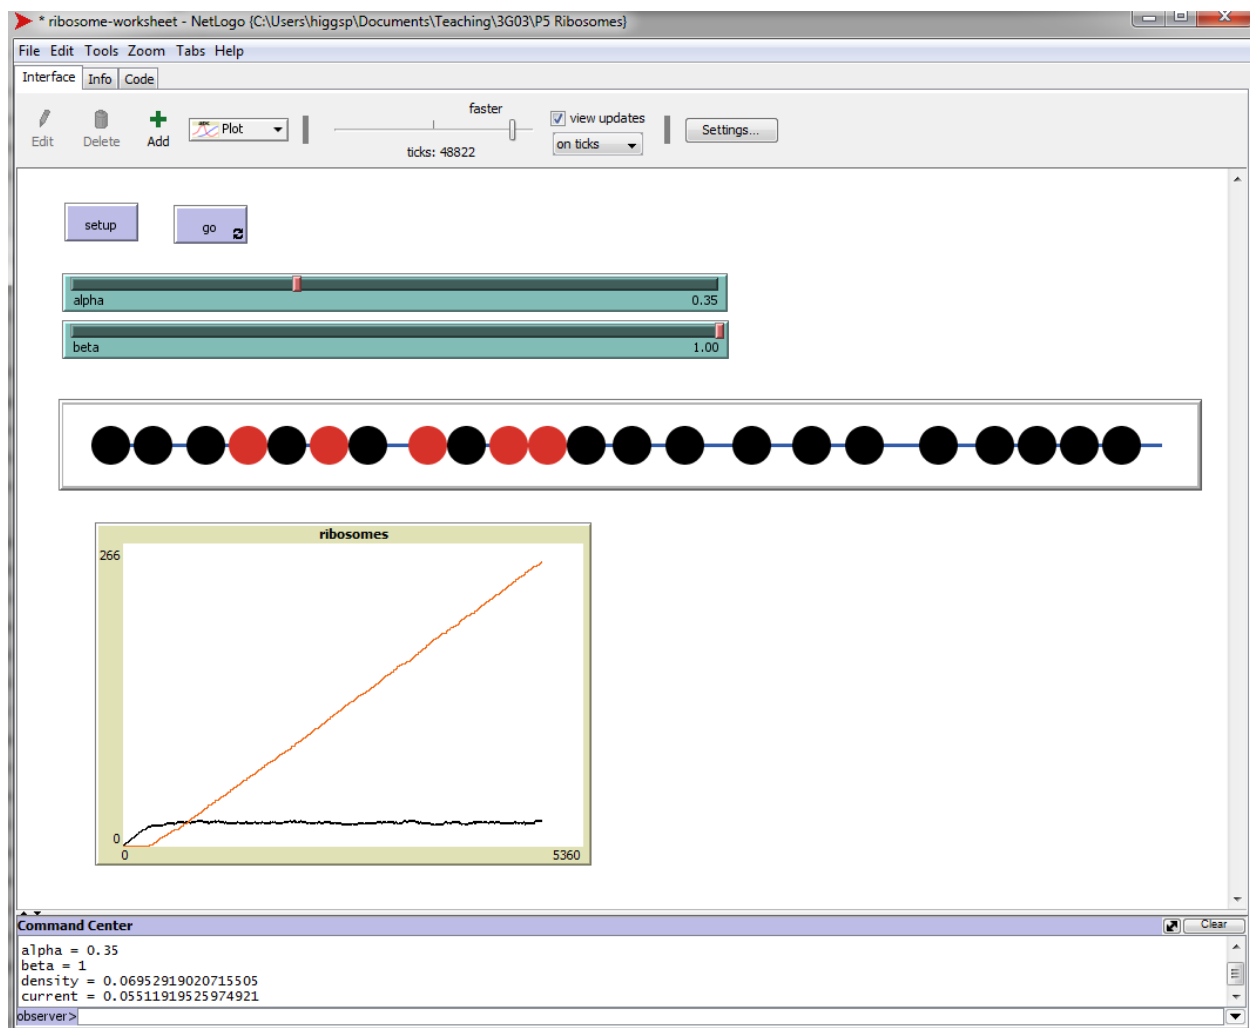 * ribosome-worksheet - NetLogo {C:\Users\higgsp\Documents\Teaching\3G03\P5 Ribosomes}
File Edit Tools Zoom Tabs Help
Interface Info Code
Edit Delete Add abc Plot faster ticks: 48822 view updates on ticks Settings...
setup go
alpha 0.35
beta 1.00
ribosomes
266
0
0 5360
Command Center Clear
alpha = 0.35
beta = 1
density = 0.06952919020715505
current = 0.05511919525974921
observer>